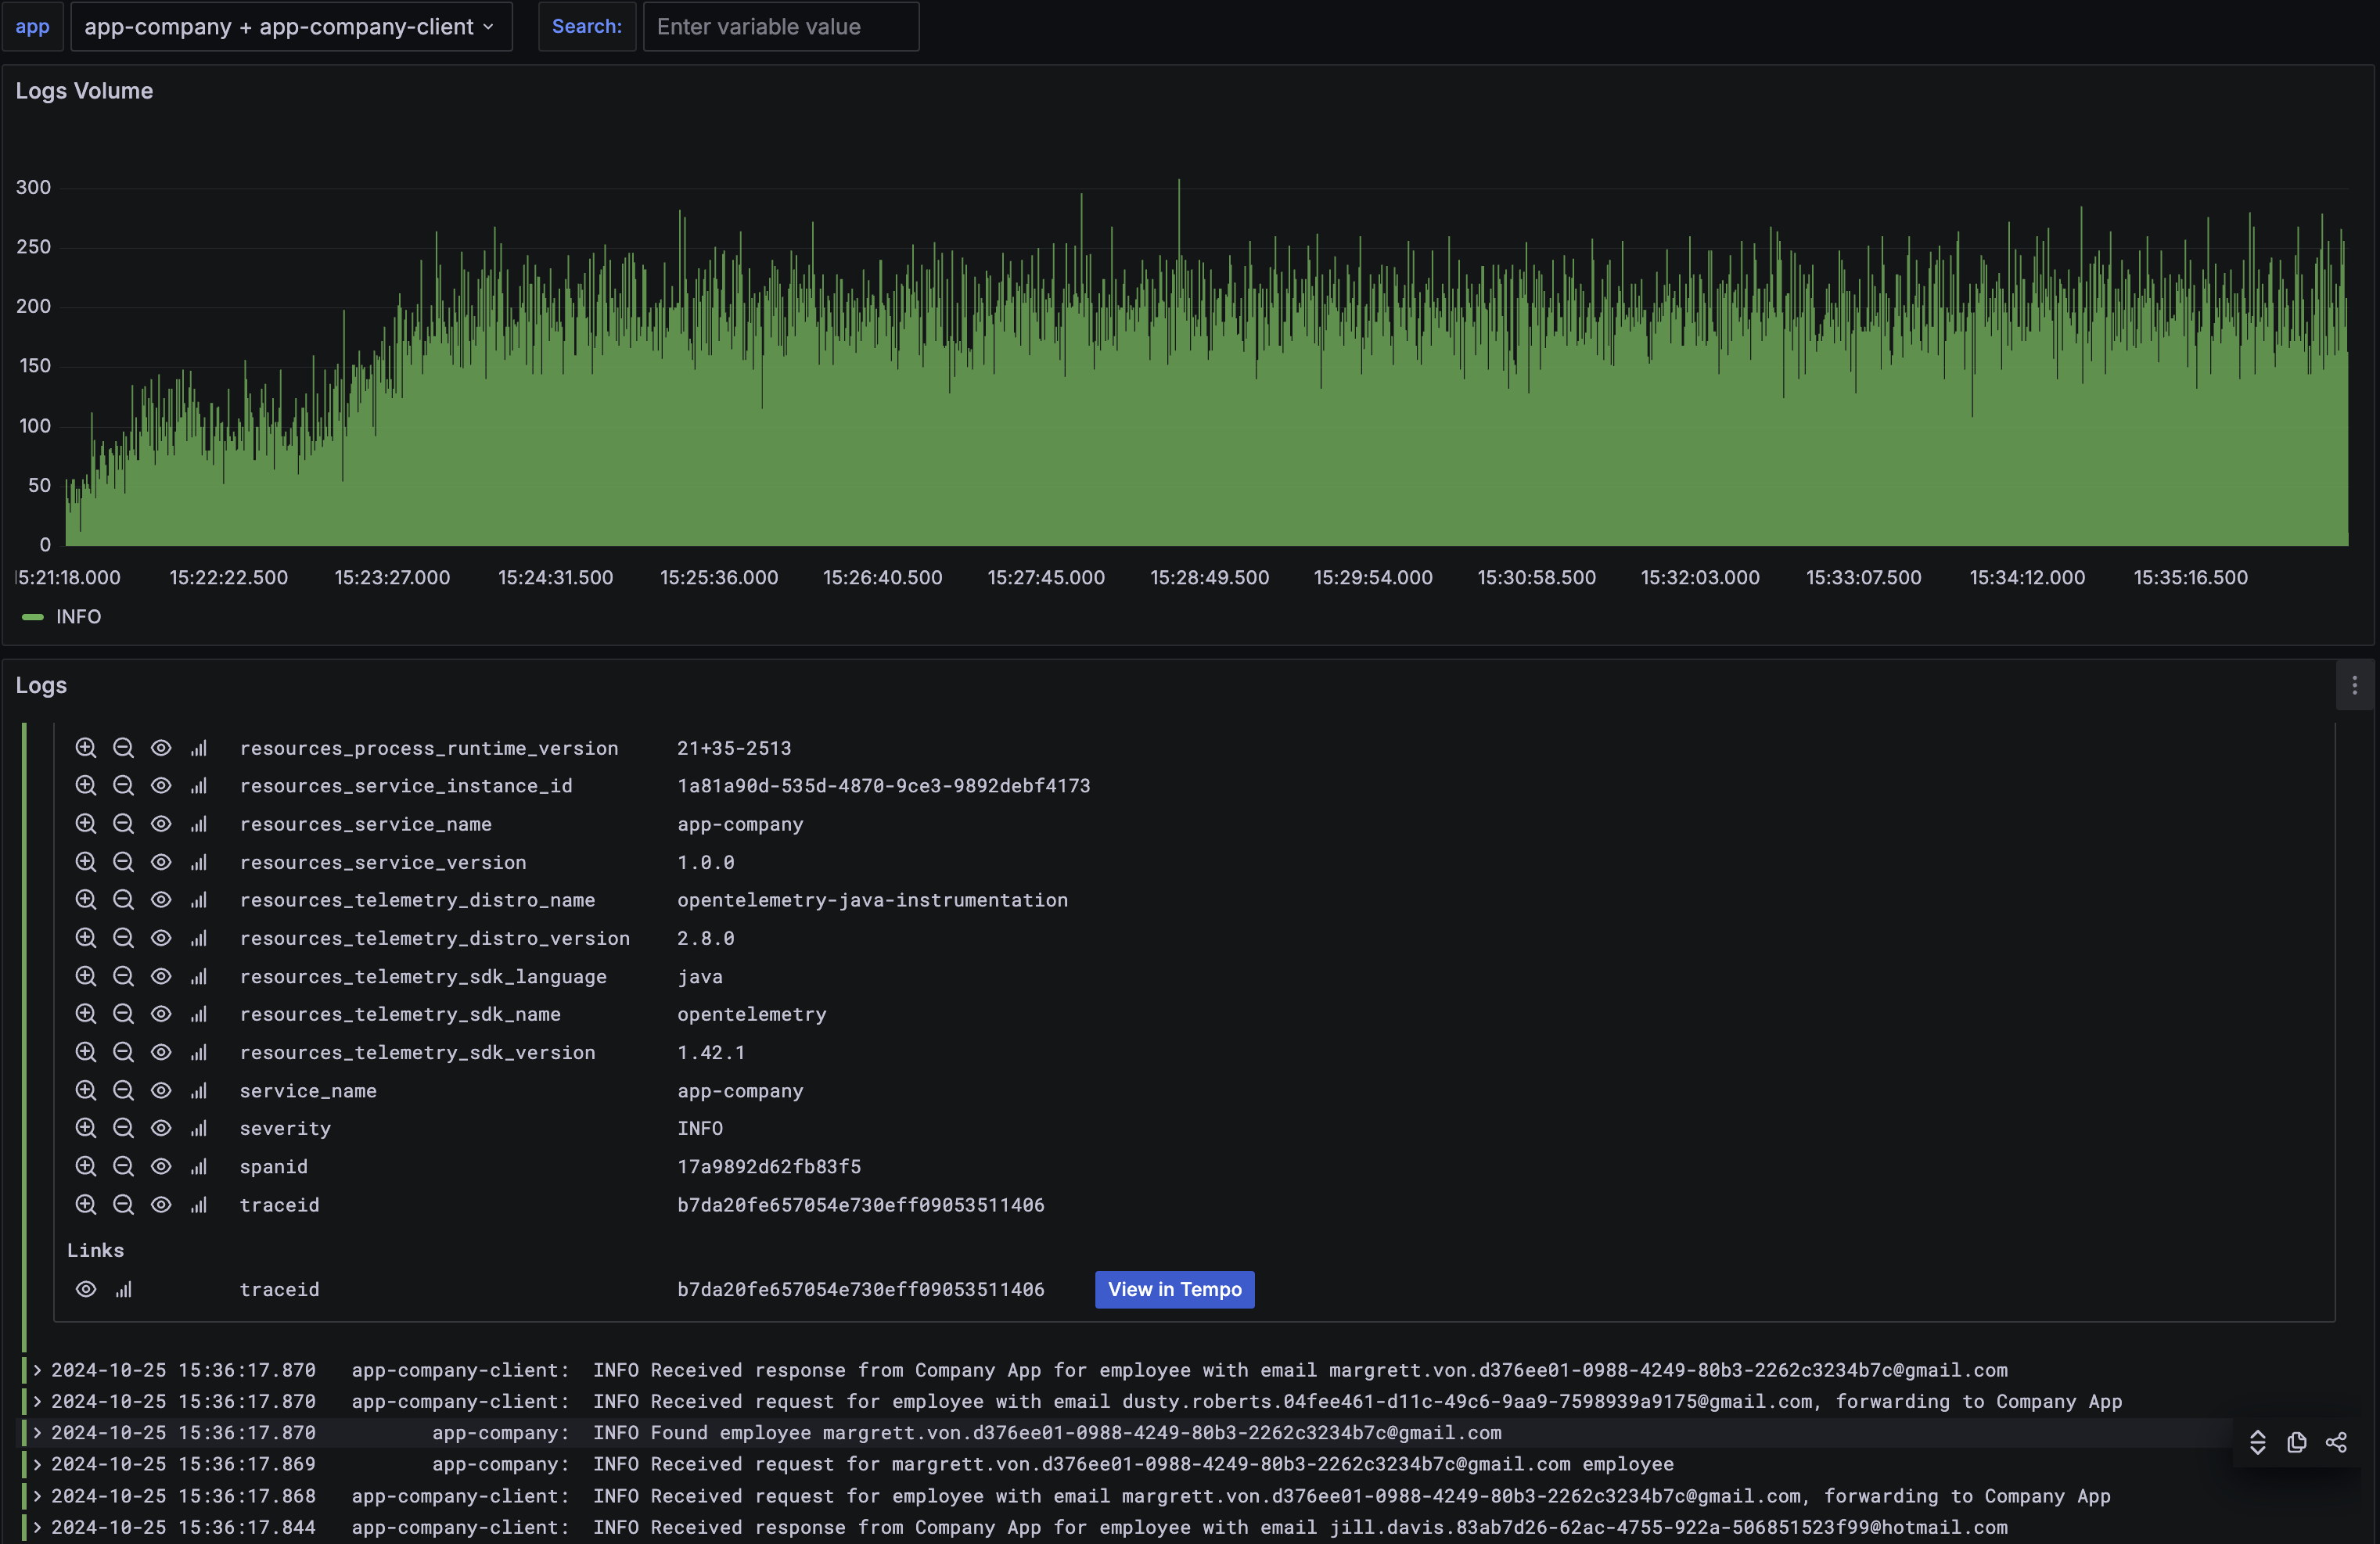 app app-company + app-company-client Search: Enter variable value
Logs Volume
300
250
200
150
100
50
0
15:21:18.000 15:22:22.500 15:23:27.000 15:24:31.500 15:25:36.000 15:26:40.500 15:27:45.000 15:28:49.500 15:29:54.000 15:30:58.500 15:32:03.000 15:33:07.500 15:34:12.000 15:35:16.500
INFO
Logs
resources_process_runtime_version 21+35-2513
resources_service_instance_id 1a81a90d-535d-4870-9ce3-9892debf4173
resources_service_name app-company
resources_service_version 1.0.0
resources_telemetry_distro_name opentelemetry-java-instrumentation
resources_telemetry_distro_version 2.8.0
resources_telemetry_sdk_language java
resources_telemetry_sdk_name opentelemetry
resources_telemetry_sdk_version 1.42.1
service_name app-company
severity INFO
spanid 17a9892d62fb83f5
traceid b7da20fe657054e730eff09053511406
Links
traceid b7da20fe657054e730eff09053511406 View in Tempo
2024-10-25 15:36:17.870 app-company-client: INFO Received response from Company App for employee with email margrett.von.d376ee01-0988-4249-80b3-2262c3234b7c@gmail.com
2024-10-25 15:36:17.870 app-company-client: INFO Received request for employee with email dusty.roberts.04fee461-d11c-49c6-9aa9-7598939a9175@gmail.com, forwarding to Company App
2024-10-25 15:36:17.870 app-company: INFO Found employee margrett.von.d376ee01-0988-4249-80b3-2262c3234b7c@gmail.com
2024-10-25 15:36:17.869 app-company: INFO Received request for margrett.von.d376ee01-0988-4249-80b3-2262c3234b7c@gmail.com employee
2024-10-25 15:36:17.868 app-company-client: INFO Received request for employee with email margrett.von.d376ee01-0988-4249-80b3-2262c3234b7c@gmail.com, forwarding to Company App
2024-10-25 15:36:17.844 app-company-client: INFO Received response from Company App for employee with email jill.davis.83ab7d26-62ac-4755-922a-506851523f99@hotmail.com